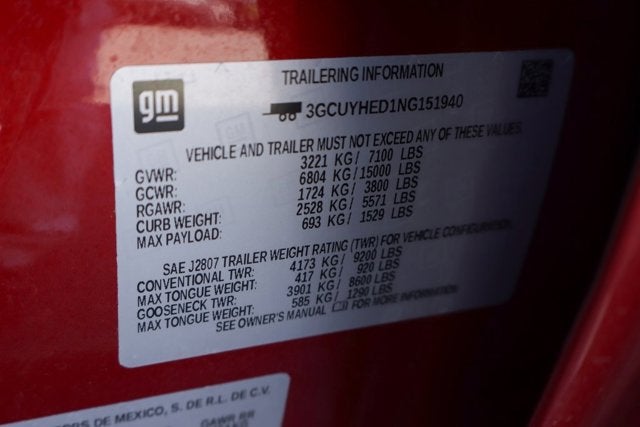 gm
TRAILERING INFORMATION
3GCUYHED1NG151940
VEHICLE AND TRAILER MUST NOT EXCEED ANY OF THESE VALUES.
GVWR: 3221 KG/ 7100 LBS
GCWR: 6804 KG/15000 LBS
RGAWR: 1724 KG/ 3800 LBS
CURB WEIGHT: 2528 KG/ 5571 LBS
MAX PAYLOAD: 693 KG/ 1529 LBS
SAE J2807 TRAILER WEIGHT RATING (TWR) FOR VEHICLE CONFIGURATION.
CONVENTIONAL TWR: 4173 KG/ 9200 LBS
MAX TONGUE WEIGHT: 417 KG/ 920 LBS
GOOSENECK TWR: 3901 KG/ 8600 LBS
MAX TONGUE WEIGHT: 585 KG/ 1290 LBS
SEE OWNER'S MANUAL FOR MORE INFORMATION
DE MEXICO, S. DE R.L. DE C.V.
GAWR RR